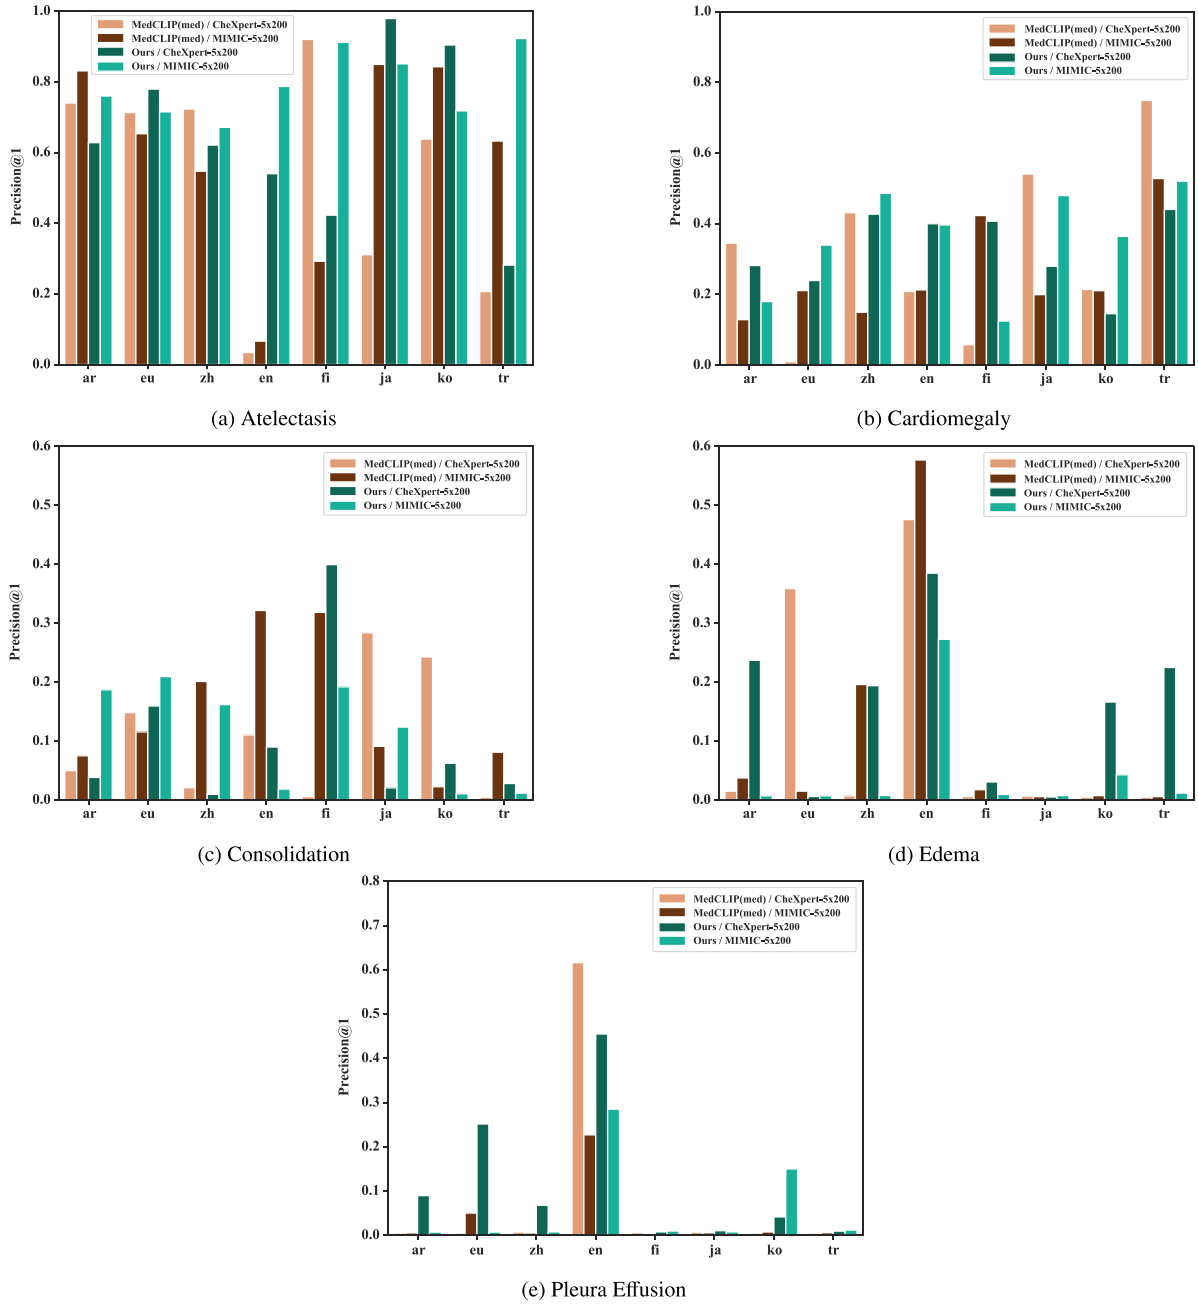 MedCLIP(med) / CheXpert-5x200
MedCLIP(med) / MIMIC-5x200
Ours / CheXpert-5x200
Ours / MIMIC-5x200
Precision@1
1.0
0.8
0.6
0.4
0.2
0.0
ar eu zh en fi ja ko tr
(a) Atelectasis
MedCLIP(med) / CheXpert-5x200
MedCLIP(med) / MIMIC-5x200
Ours / CheXpert-5x200
Ours / MIMIC-5x200
Precision@1
1.0
0.8
0.6
0.4
0.2
0.0
ar eu zh en fi ja ko tr
(b) Cardiomegaly
MedCLIP(med) / CheXpert-5x200
MedCLIP(med) / MIMIC-5x200
Ours / CheXpert-5x200
Ours / MIMIC-5x200
Precision@1
0.6
0.5
0.4
0.3
0.2
0.1
0.0
ar eu zh en fi ja ko tr
(c) Consolidation
MedCLIP(med) / CheXpert-5x200
MedCLIP(med) / MIMIC-5x200
Ours / CheXpert-5x200
Ours / MIMIC-5x200
Precision@1
0.6
0.5
0.4
0.3
0.2
0.1
0.0
ar eu zh en fi ja ko tr
(d) Edema
MedCLIP(med) / CheXpert-5x200
MedCLIP(med) / MIMIC-5x200
Ours / CheXpert-5x200
Ours / MIMIC-5x200
Precision@1
0.8
0.7
0.6
0.4
0.3
0.2
0.1
0.0
ar eu zh en fi ja ko tr
(e) Pleura Effusion